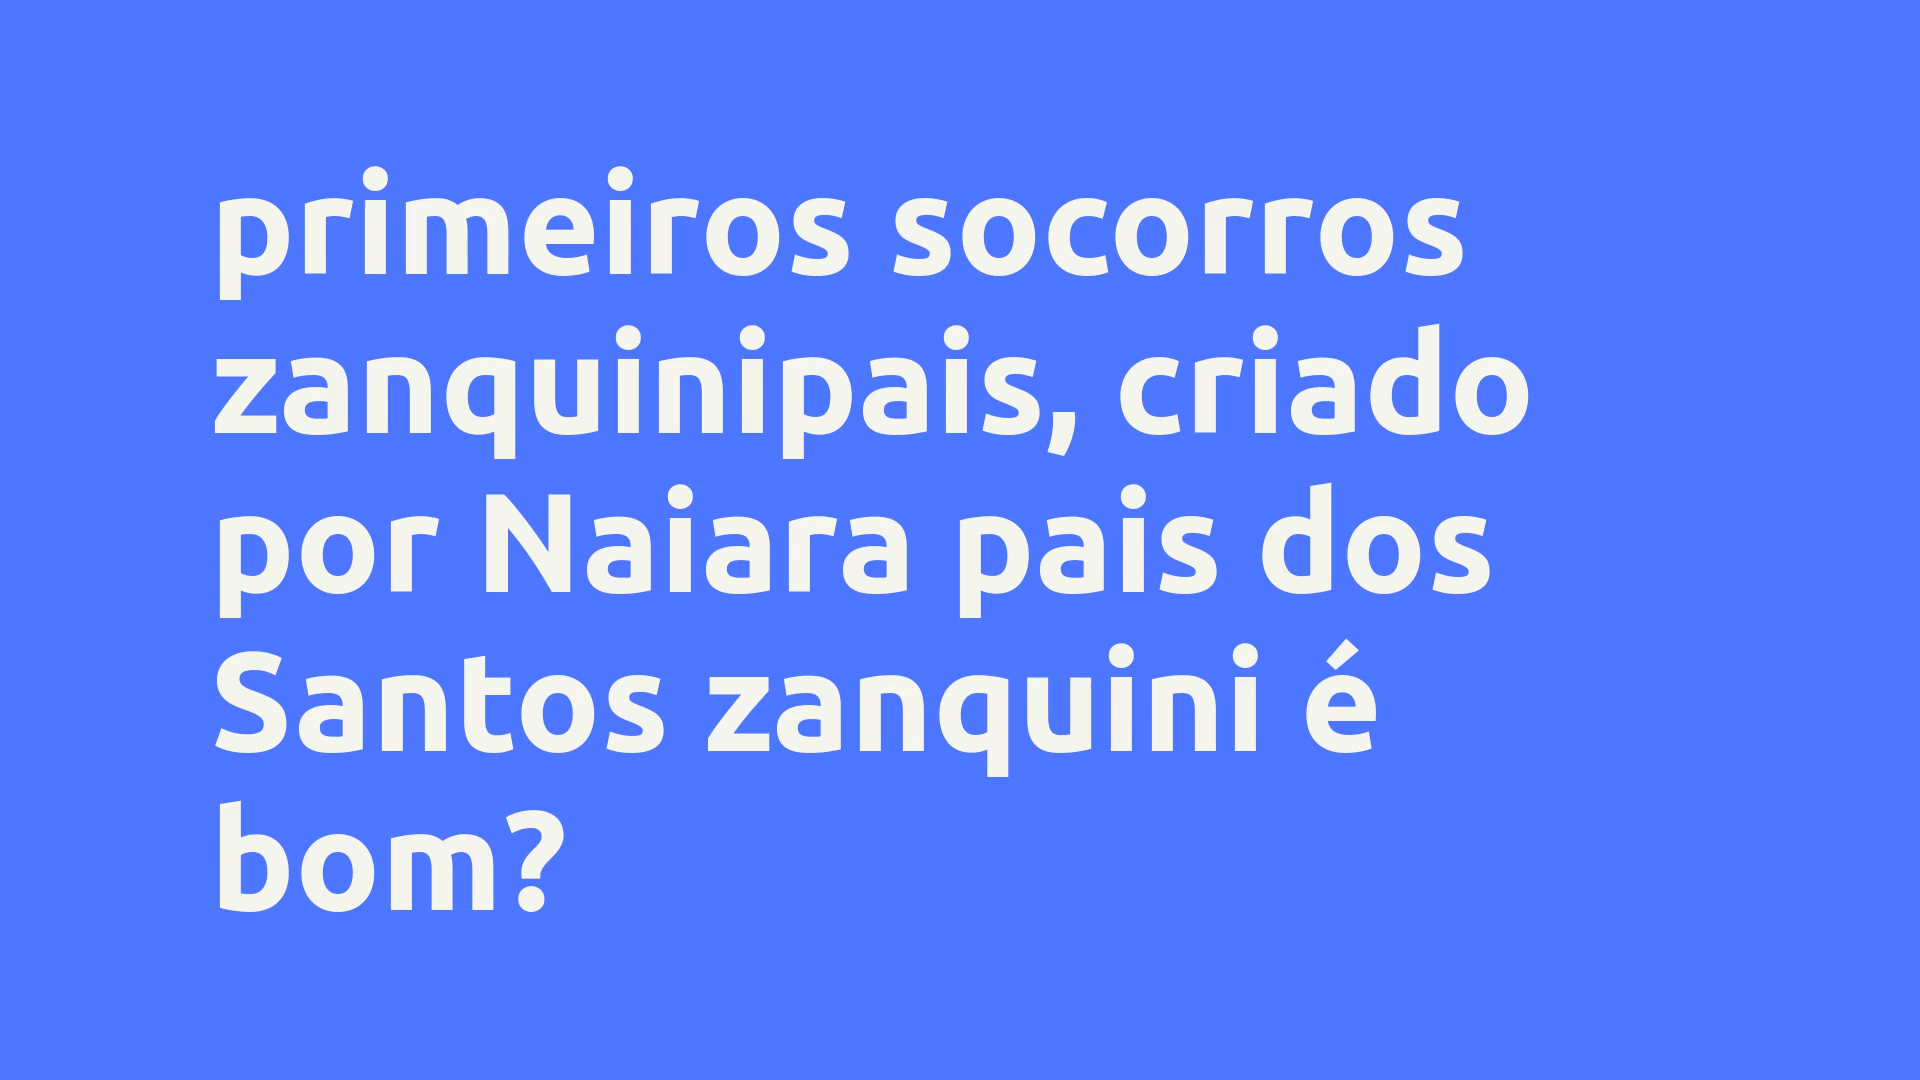 primeiros socorros
zanquinipais, criado
por Naiara pais dos
Santos zanquini é
bom?